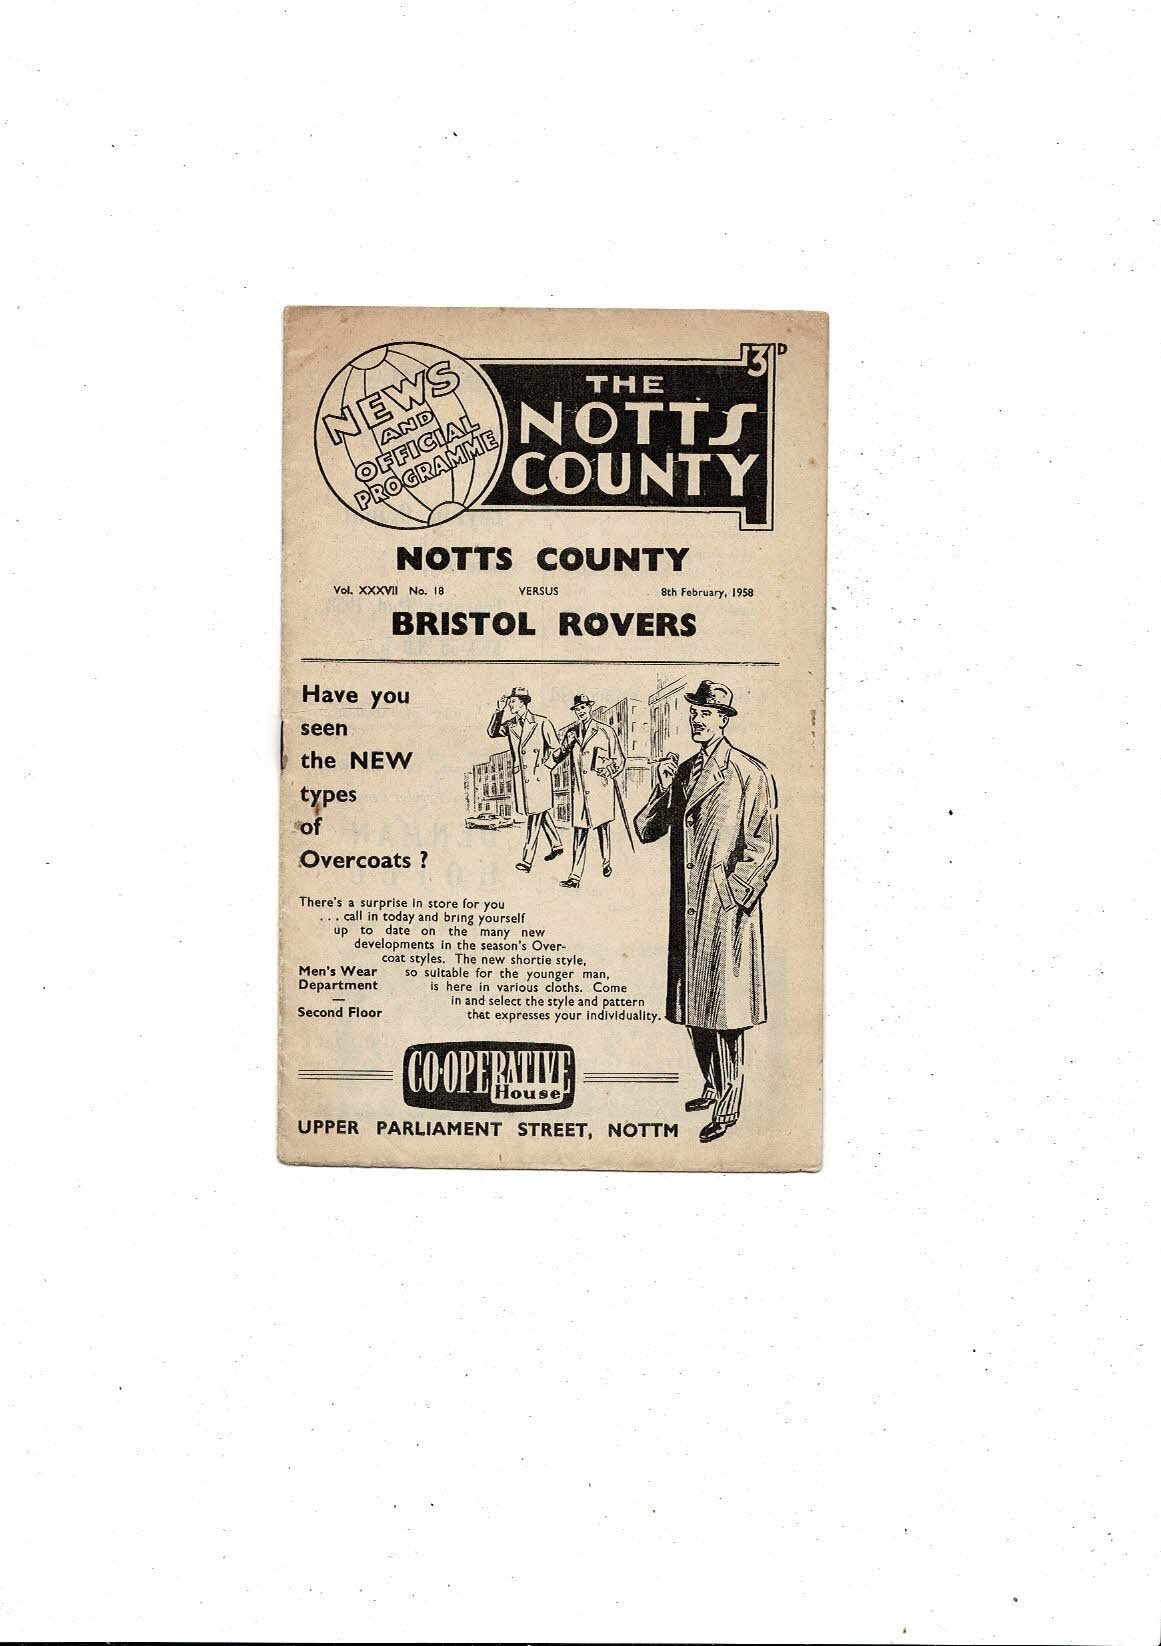 NEWS
AND
OFFICIAL
PROGRAMME
3D
THE
NOTTS
COUNTY
NOTTS COUNTY
Vol. XXXVII No. 18 VERSUS 8th February, 1958
BRISTOL ROVERS
Have you
seen
the NEW
types
of
Overcoats ?
There's a surprise in store for you
. . . call in today and bring yourself
up to date on the many new
developments in the season's Over-
coat styles. The new shortie style,
so suitable for the younger man,
is here in various cloths. Come
in and select the style and pattern
that expresses your individuality.
Men's Wear
Department
—
Second Floor
CO-OPERATIVE
House
UPPER PARLIAMENT STREET, NOTTM